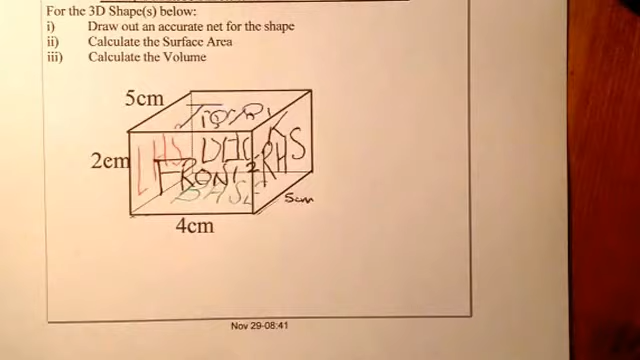 For the 3D Shape(s) below:
i) Draw out an accurate net for the shape
ii) Calculate the Surface Area
iii) Calculate the Volume
5cm
TOP
LHS
RHS
2cm
FRONT
BASE
5cm
4cm
Nov 29-08:41